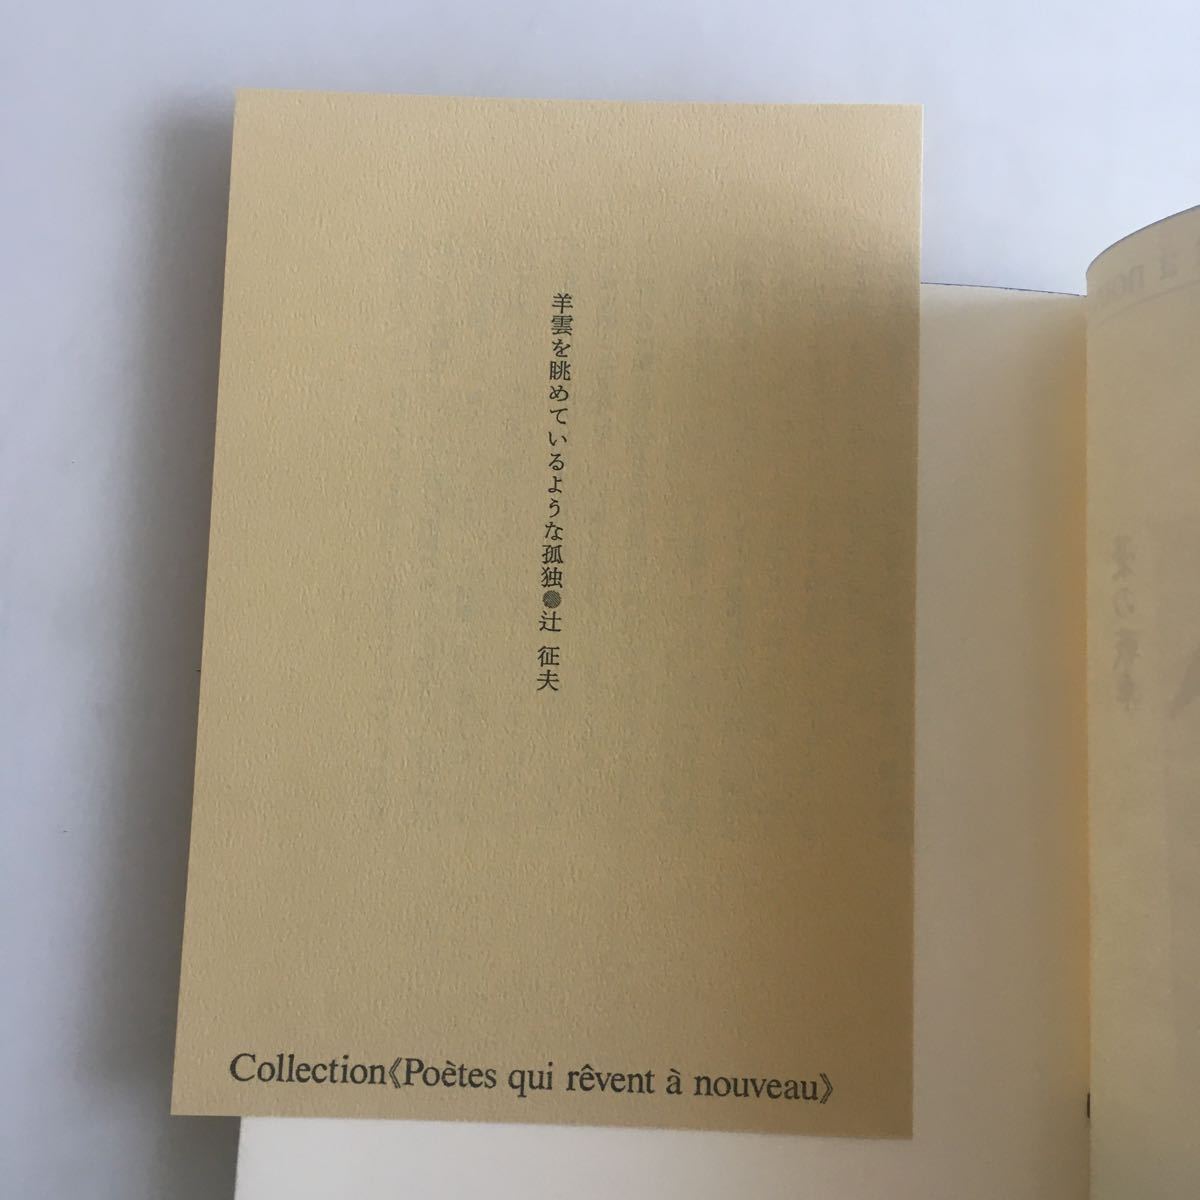 羊雲を眺めているような孤独●辻 征夫
Collection《Poètes qui rêvent à nouveau》